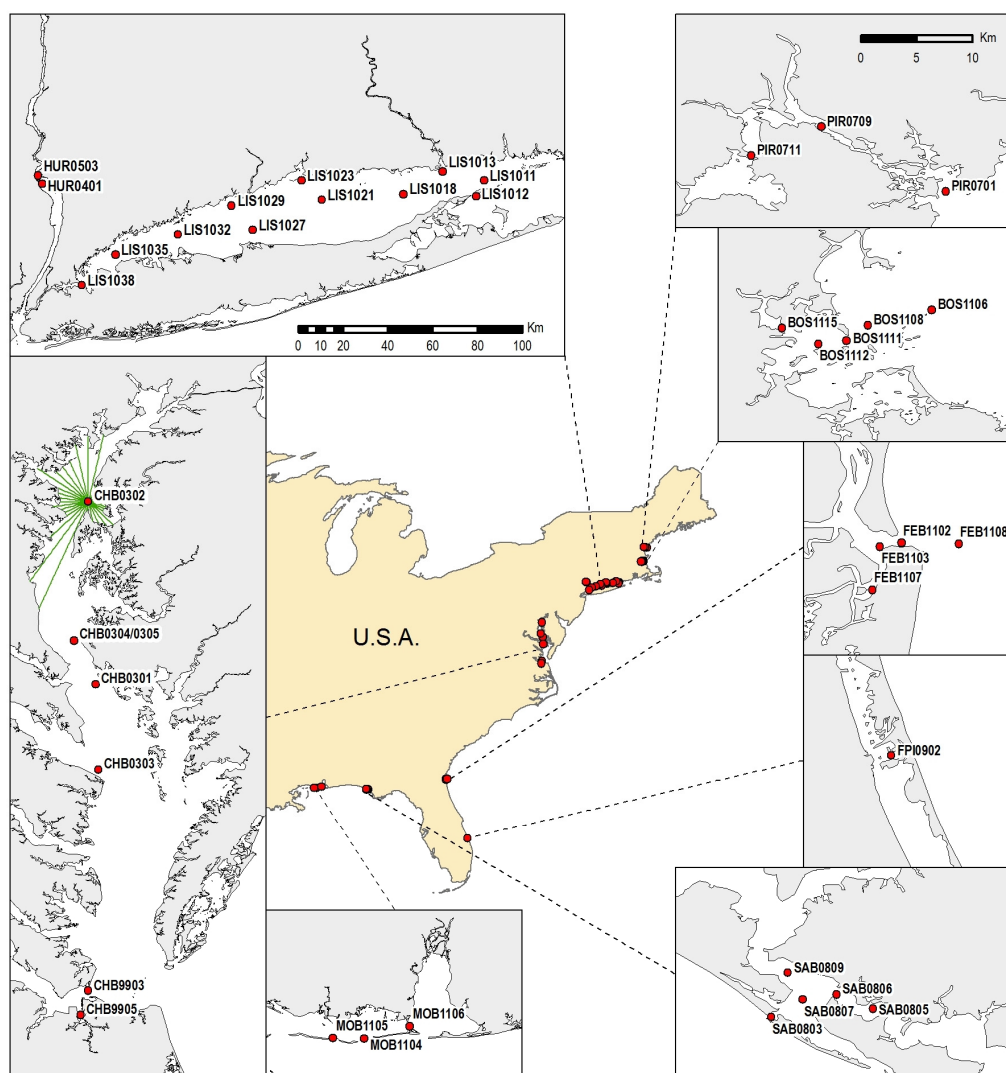 HUR0503
HUR0401
LIS1013
LIS1011
LIS1023
LIS1018
LIS1012
LIS1021
LIS1029
LIS1027
LIS1032
LIS1035
LIS1038
Km
0 10 20 40 60 80 100
Km
0 5 10
PIR0709
PIR0711
PIR0701
BOS1106
BOS1115
BOS1108
BOS1111
BOS1112
CHB0302
CHB0304/0305
CHB0301
CHB0303
CHB9903
CHB9905
U.S.A.
FEB1102
FEB1108
FEB1103
FEB1107
FPI0902
SAB0809
SAB0806
SAB0807
SAB0805
SAB0803
MOB1106
MOB1105
MOB1104